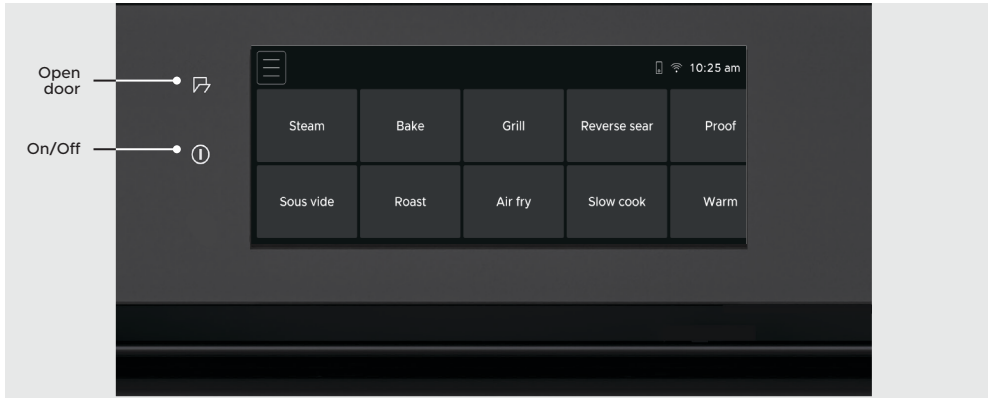 Open
door
On/Off
10:25 am
Steam Bake Grill Reverse sear Proof
Sous vide Roast Air fry Slow cook Warm